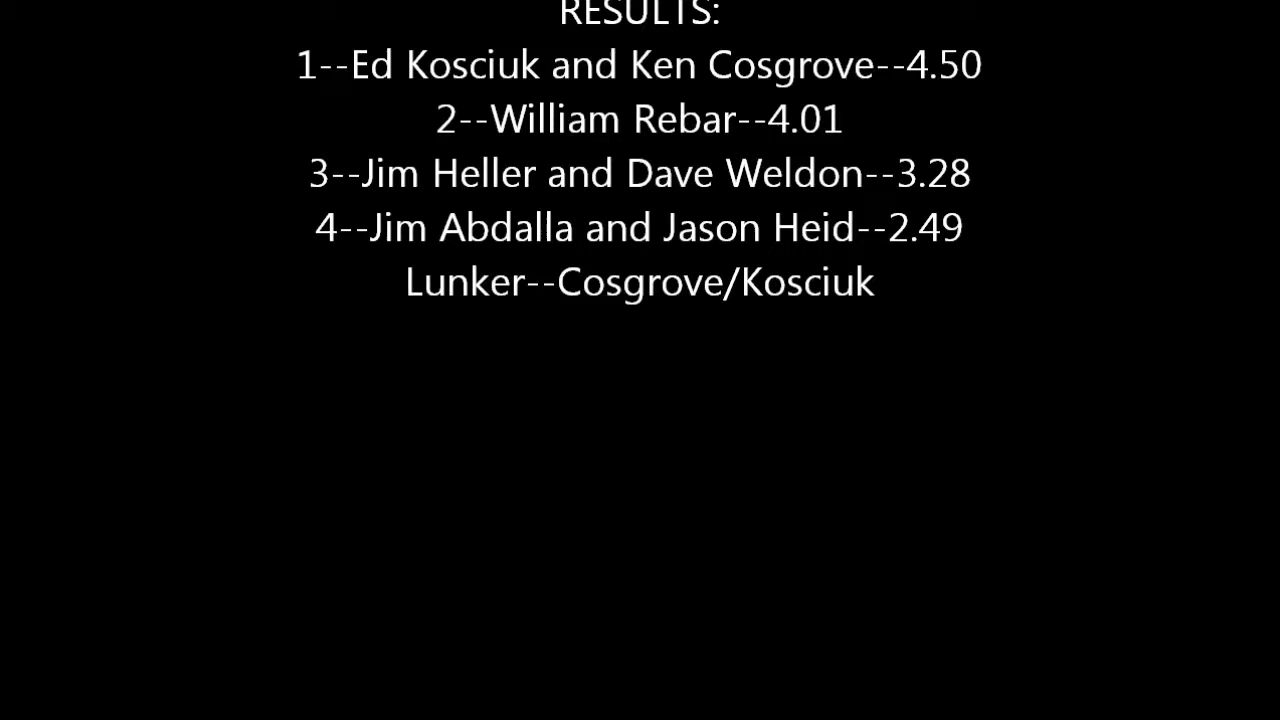 RESULTS:
1--Ed Kosciuk and Ken Cosgrove--4.50
2--William Rebar--4.01
3--Jim Heller and Dave Weldon--3.28
4--Jim Abdalla and Jason Heid--2.49
Lunker--Cosgrove/Kosciuk